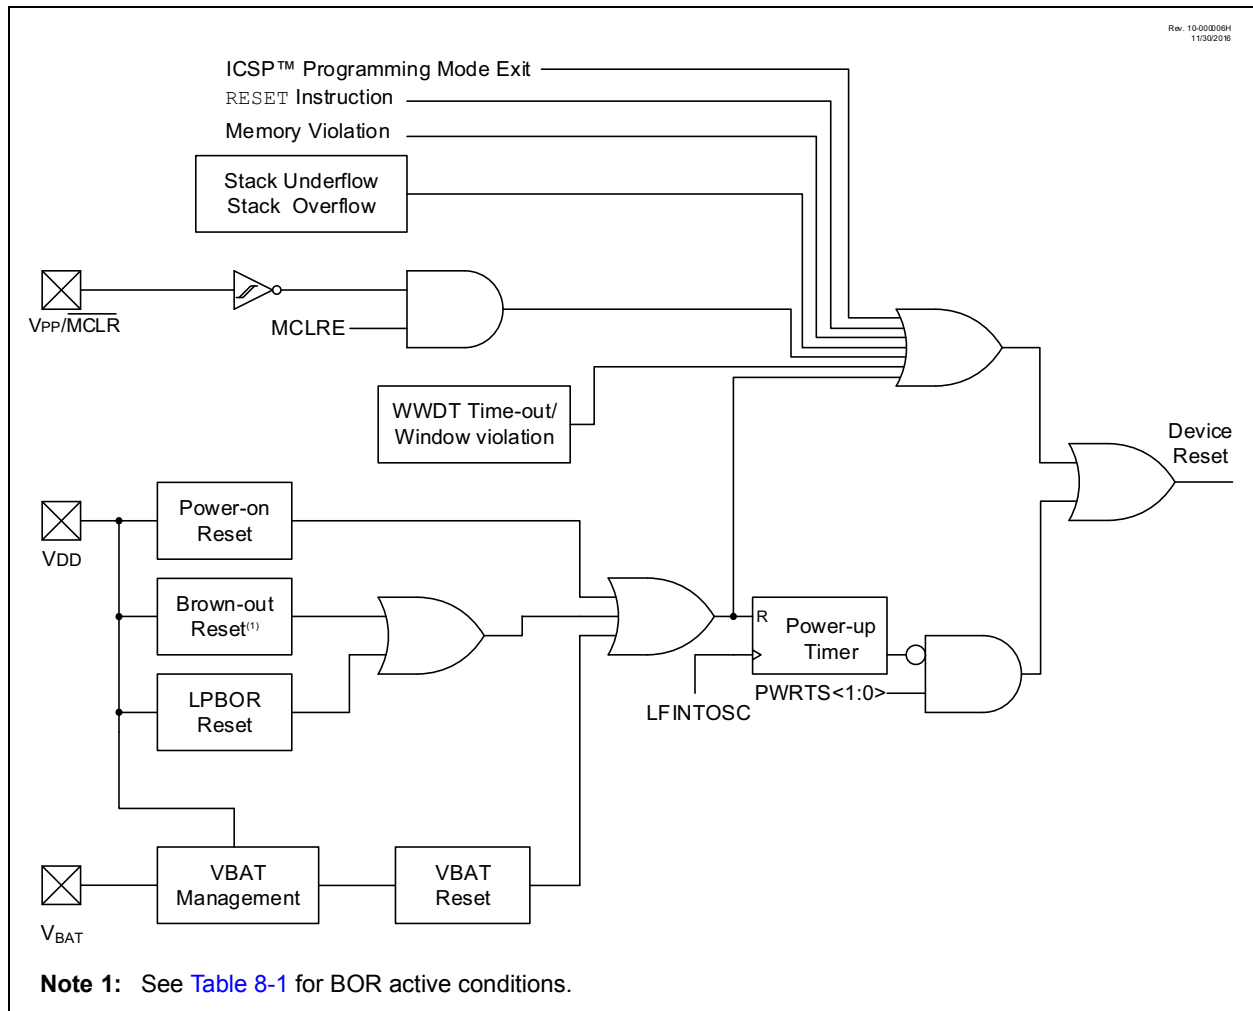 Rev. 10-000006H
11/30/2016
ICSP™ Programming Mode Exit
RESET Instruction
Memory Violation
Stack Underflow
Stack Overflow
VPP/MCLR
MCLRE
WWDT Time-out/
Window violation
Device
Reset
Power-on
Reset
VDD
Brown-out
Reset(1)
R
Power-up
Timer
LPBOR
Reset
PWRTS<1:0>
LFINTOSC
VBAT
Management
VBAT
Reset
VBAT
Note 1: See Table 8-1 for BOR active conditions.